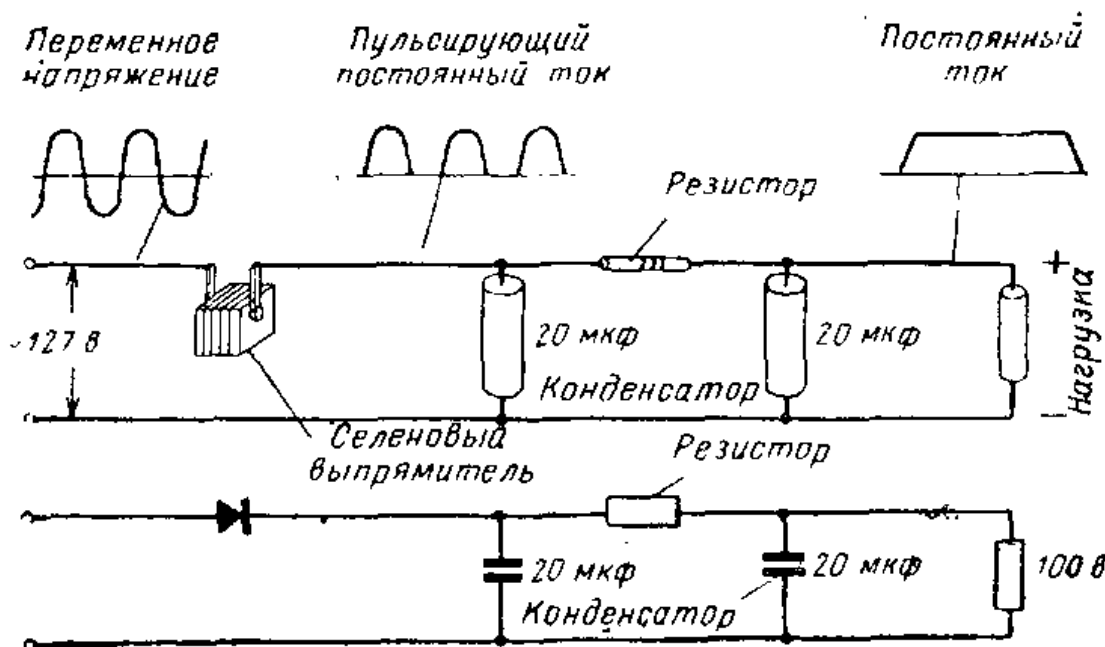 Переменное
напряжение
Пульсирующий
постоянный ток
Постоянный
ток
Резистор
~127 в
20 мкф
20 мкф
Конденсатор
+
Нагрузка
−
Селеновый
выпрямитель
Резистор
20 мкф
20 мкф
Конденсатор
100 в